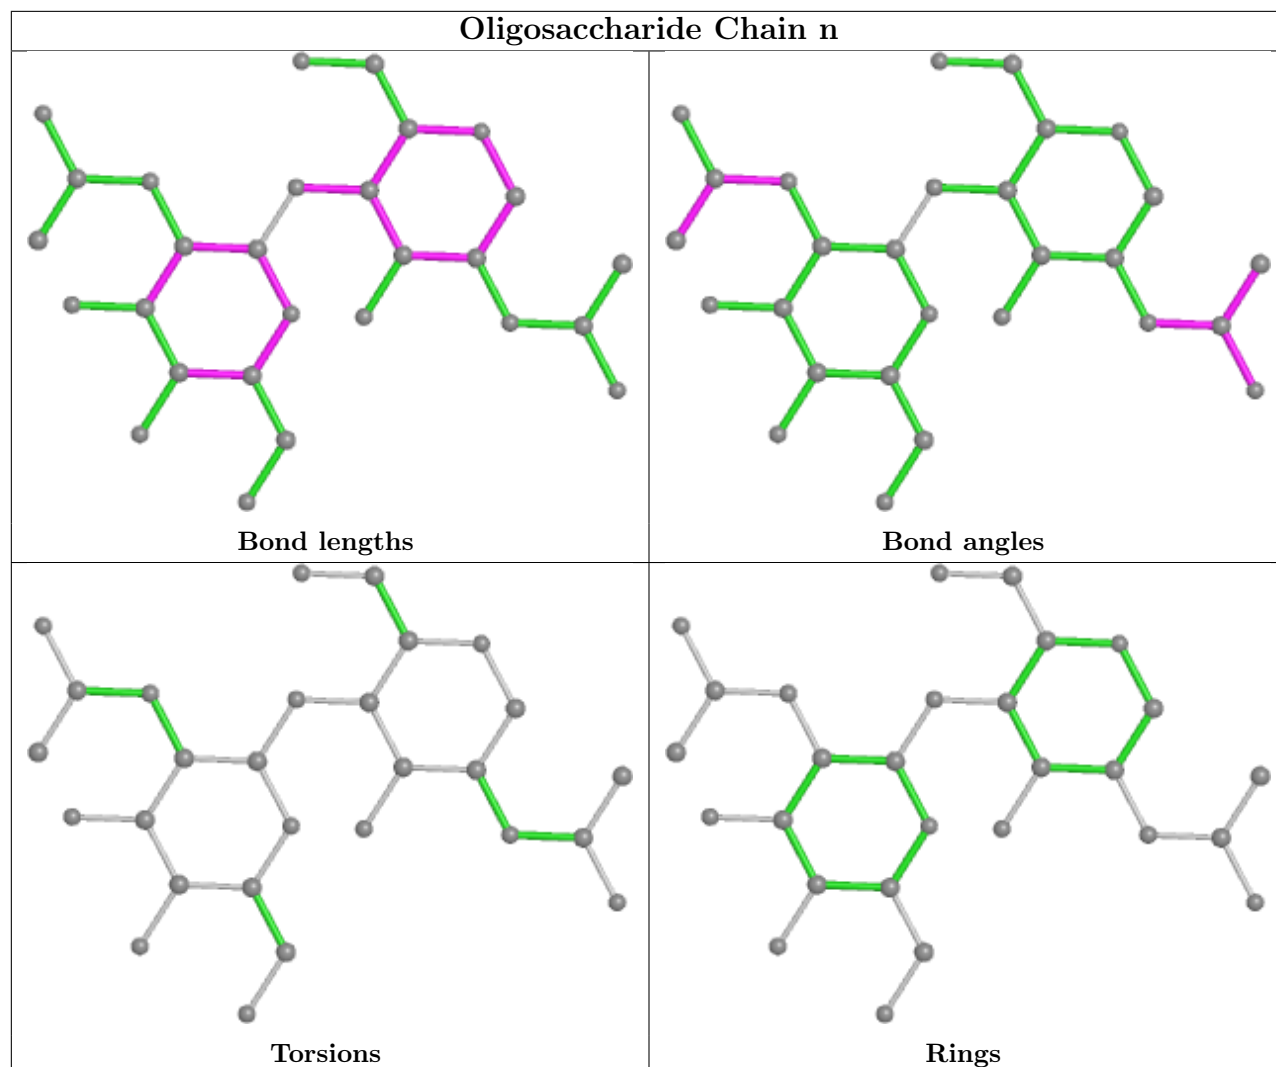 Oligosaccharide Chain n
Bond lengths
Bond angles
Torsions
Rings